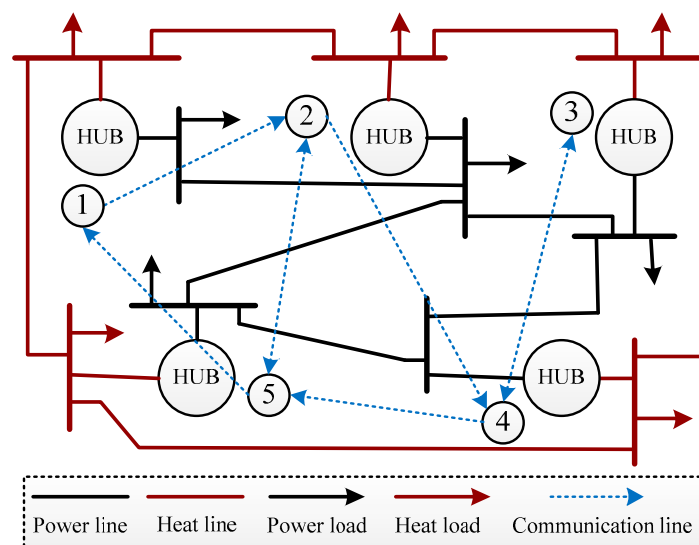 2
3
HUB
HUB
HUB
1
HUB
HUB
5
4
Power line
Heat line
Power load
Heat load
Communication line